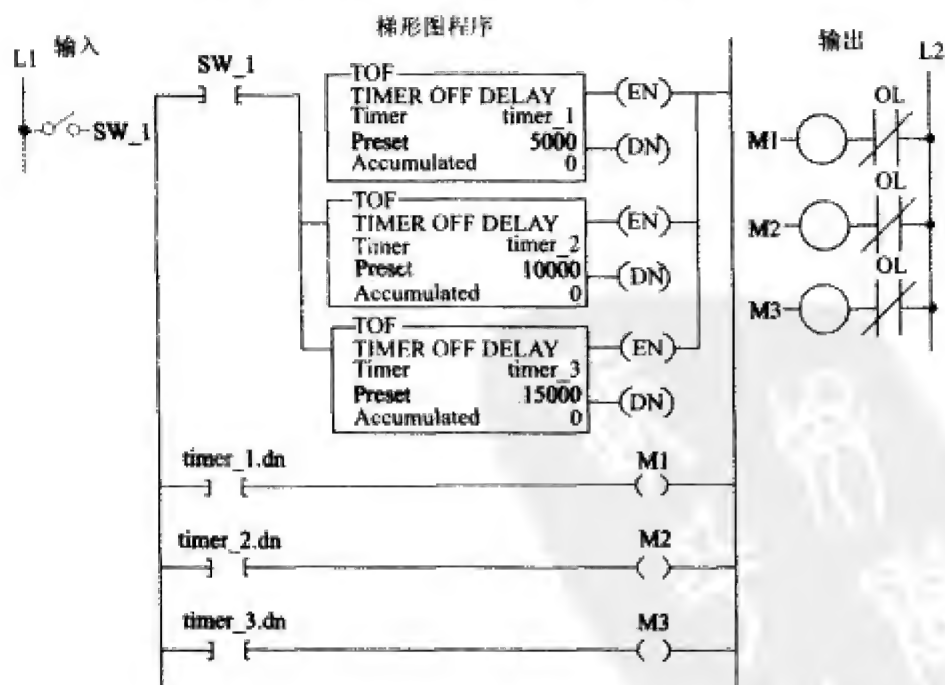 梯形图程序
输入
输出
L1
L2
SW_1
SW_1
TOF
TIMER OFF DELAY
Timer timer_1
Preset 5000
Accumulated 0
EN
DN
TOF
TIMER OFF DELAY
Timer timer_2
Preset 10000
Accumulated 0
EN
DN
TOF
TIMER OFF DELAY
Timer timer_3
Preset 15000
Accumulated 0
EN
DN
OL
M1
OL
M2
OL
M3
timer_1.dn M1
timer_2.dn M2
timer_3.dn M3